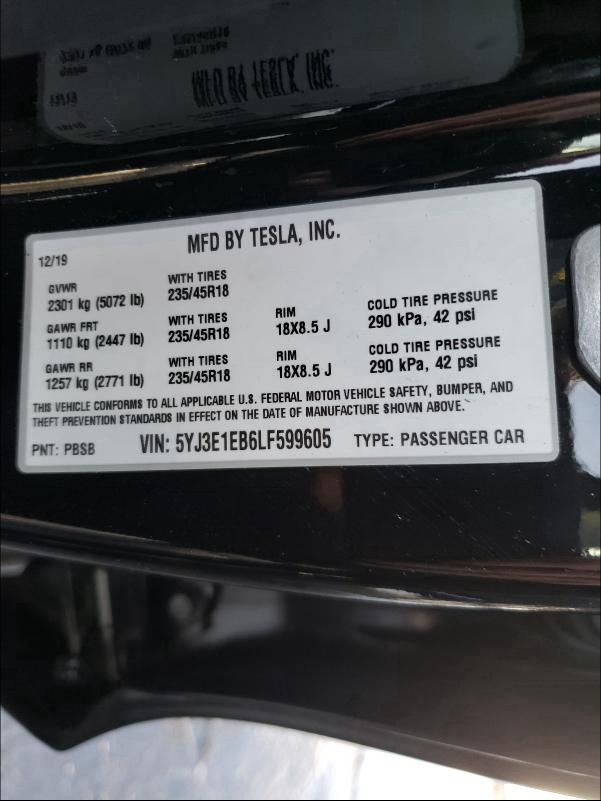 MFD BY TESLA, INC.
12/19
GVWR
2301 kg (5072 lb)
WITH TIRES
235/45R18
GAWR FRT
1110 kg (2447 lb)
WITH TIRES
235/45R18
RIM
18X8.5 J
COLD TIRE PRESSURE
290 kPa, 42 psi
GAWR RR
1257 kg (2771 lb)
WITH TIRES
235/45R18
RIM
18X8.5 J
COLD TIRE PRESSURE
290 kPa, 42 psi
THIS VEHICLE CONFORMS TO ALL APPLICABLE U.S. FEDERAL MOTOR VEHICLE SAFETY, BUMPER, AND
THEFT PREVENTION STANDARDS IN EFFECT ON THE DATE OF MANUFACTURE SHOWN ABOVE.
PNT: PBSB
VIN: 5YJ3E1EB6LF599605
TYPE: PASSENGER CAR